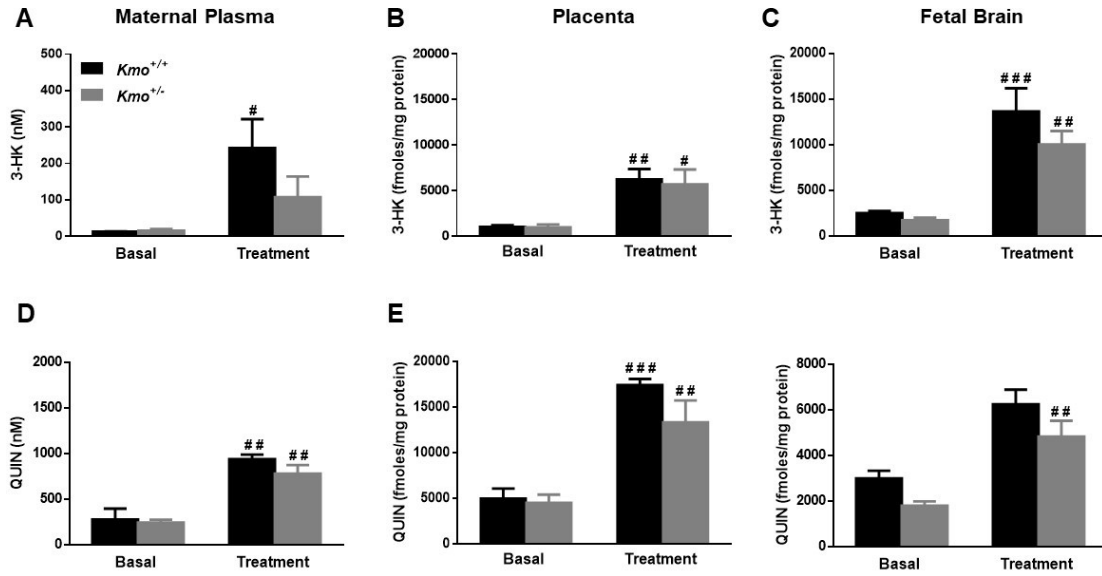 A Maternal Plasma B Placenta C Fetal Brain
500
400
300
200
100
0
3-HK (nM)
Kmo+/+
Kmo+/-
#
Basal Treatment
20000
15000
10000
5000
0
3-HK (fmoles/mg protein)
## #
Basal Treatment
20000
15000
10000
5000
0
3-HK (fmoles/mg protein)
###
##
Basal Treatment
D
2000
1500
1000
500
0
QUIN (nM)
## ##
Basal Treatment
E
20000
15000
10000
5000
0
QUIN (fmoles/mg protein)
###
##
Basal Treatment
8000
6000
4000
2000
0
QUIN (fmoles/mg protein)
##
Basal Treatment